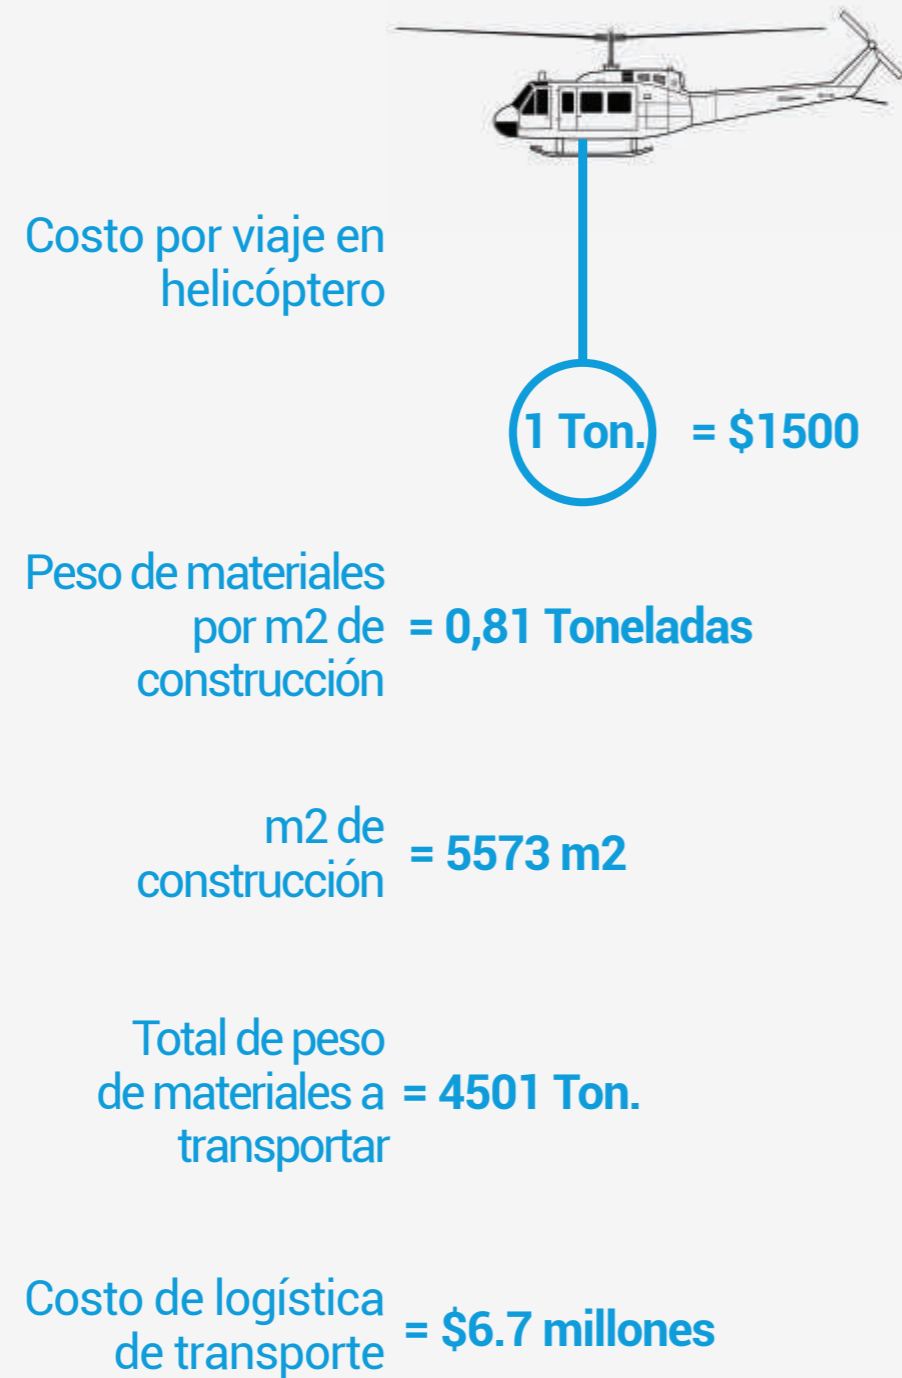 Costo por viaje en
helicóptero
1 Ton. = $1500
Peso de materiales
por m2 de = 0,81 Toneladas
construcción
m2 de
construcción = 5573 m2
Total de peso
de materiales a = 4501 Ton.
transportar
Costo de logística
de transporte = $6.7 millones